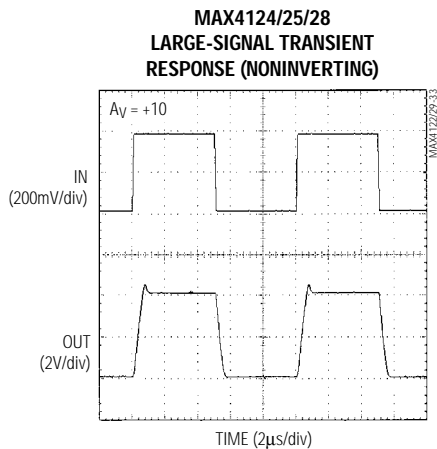 MAX4124/25/28
LARGE-SIGNAL TRANSIENT
RESPONSE (NONINVERTING)
MAX4122/29-33
AV = +10
IN
(200mV/div)
OUT
(2V/div)
TIME (2µs/div)